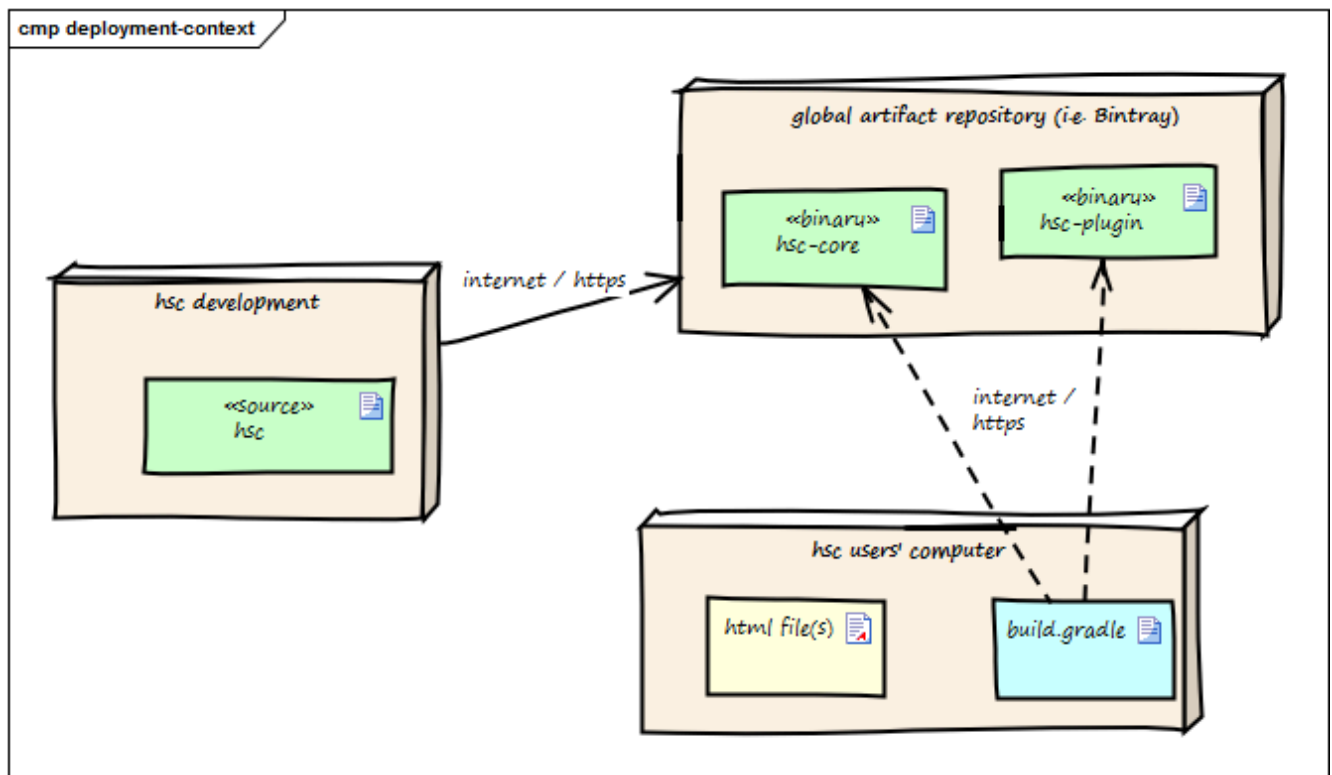 cmp deployment-context
global artifact repository (i.e. Bintray)
«binary»
hsc-core
«binary»
hsc-plugin
internet / https
hsc development
«source»
hsc
internet /
https
hsc users' computer
html file(s)
build.gradle